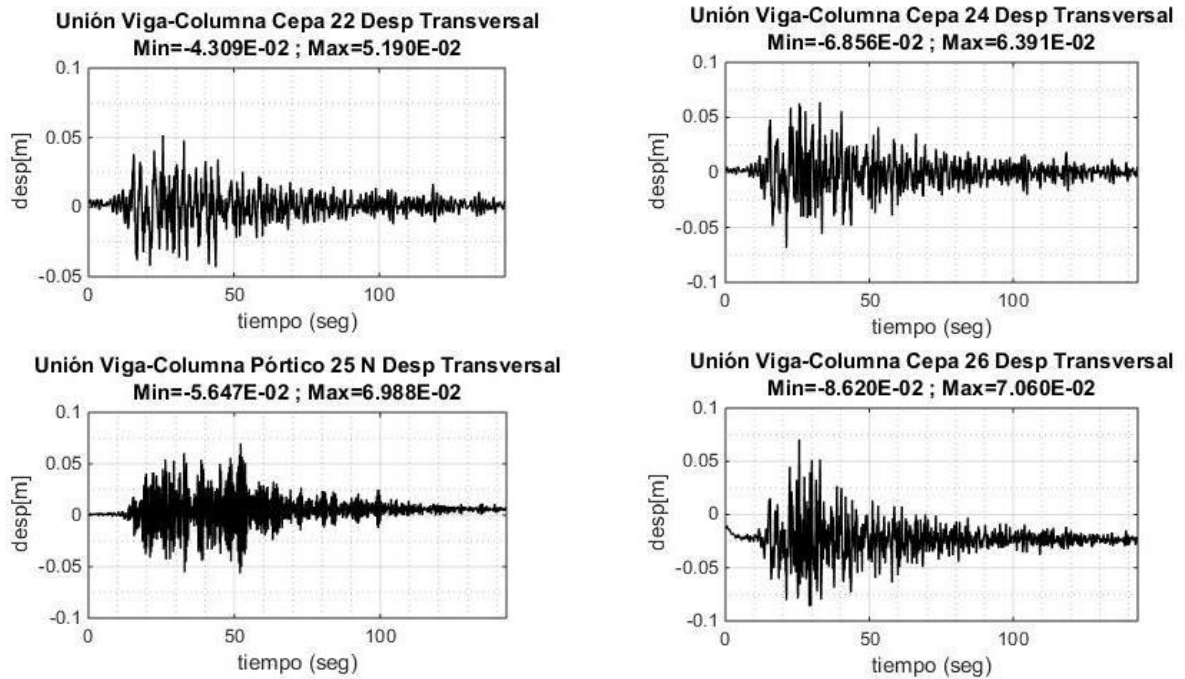 Unión Viga-Columna Cepa 22 Desp Transversal
Min=-4.309E-02 ; Max=5.190E-02
0.1
0.05
0
-0.05
desp[m]
0
50
100
tiempo (seg)
Unión Viga-Columna Cepa 24 Desp Transversal
Min=-6.856E-02 ; Max=6.391E-02
0.1
0.05
0
-0.05
-0.1
desp[m]
0
50
100
tiempo (seg)
Unión Viga-Columna Pórtico 25 N Desp Transversal
Min=-5.647E-02 ; Max=6.988E-02
0.1
0.05
0
-0.05
-0.1
desp[m]
0
50
100
tiempo (seg)
Unión Viga-Columna Cepa 26 Desp Transversal
Min=-8.620E-02 ; Max=7.060E-02
0.1
0.05
0
-0.05
-0.1
desp[m]
0
50
100
tiempo (seg)